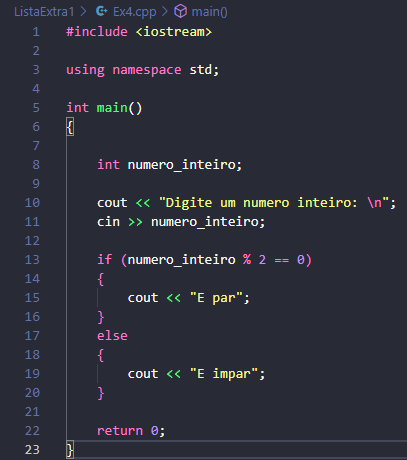 ListaExtra1 > Ex4.cpp > main()
1 #include <iostream>
2
3 using namespace std;
4
5 int main()
6 {
7
8 int numero_inteiro;
9
10 cout << "Digite um numero inteiro: \n";
11 cin >> numero_inteiro;
12
13 if (numero_inteiro % 2 == 0)
14 {
15 cout << "E par";
16 }
17 else
18 {
19 cout << "E impar";
20 }
21
22 return 0;
23 }